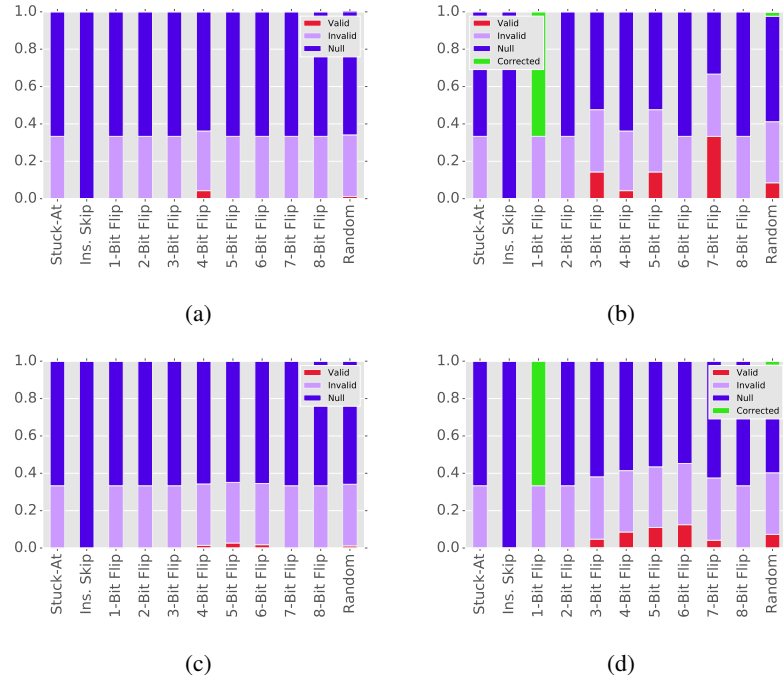 1.0
0.8
0.6
0.4
0.2
0.0
Valid
Invalid
Null
Stuck-At
Ins. Skip
1-Bit Flip
2-Bit Flip
3-Bit Flip
4-Bit Flip
5-Bit Flip
6-Bit Flip
7-Bit Flip
8-Bit Flip
Random
(a)
1.0
0.8
0.6
0.4
0.2
0.0
Valid
Invalid
Null
Corrected
Stuck-At
Ins. Skip
1-Bit Flip
2-Bit Flip
3-Bit Flip
4-Bit Flip
5-Bit Flip
6-Bit Flip
7-Bit Flip
8-Bit Flip
Random
(b)
1.0
0.8
0.6
0.4
0.2
0.0
Valid
Invalid
Null
Stuck-At
Ins. Skip
1-Bit Flip
2-Bit Flip
3-Bit Flip
4-Bit Flip
5-Bit Flip
6-Bit Flip
7-Bit Flip
8-Bit Flip
Random
(c)
1.0
0.8
0.6
0.4
0.2
0.0
Valid
Invalid
Null
Corrected
Stuck-At
Ins. Skip
1-Bit Flip
2-Bit Flip
3-Bit Flip
4-Bit Flip
5-Bit Flip
6-Bit Flip
7-Bit Flip
8-Bit Flip
Random
(d)